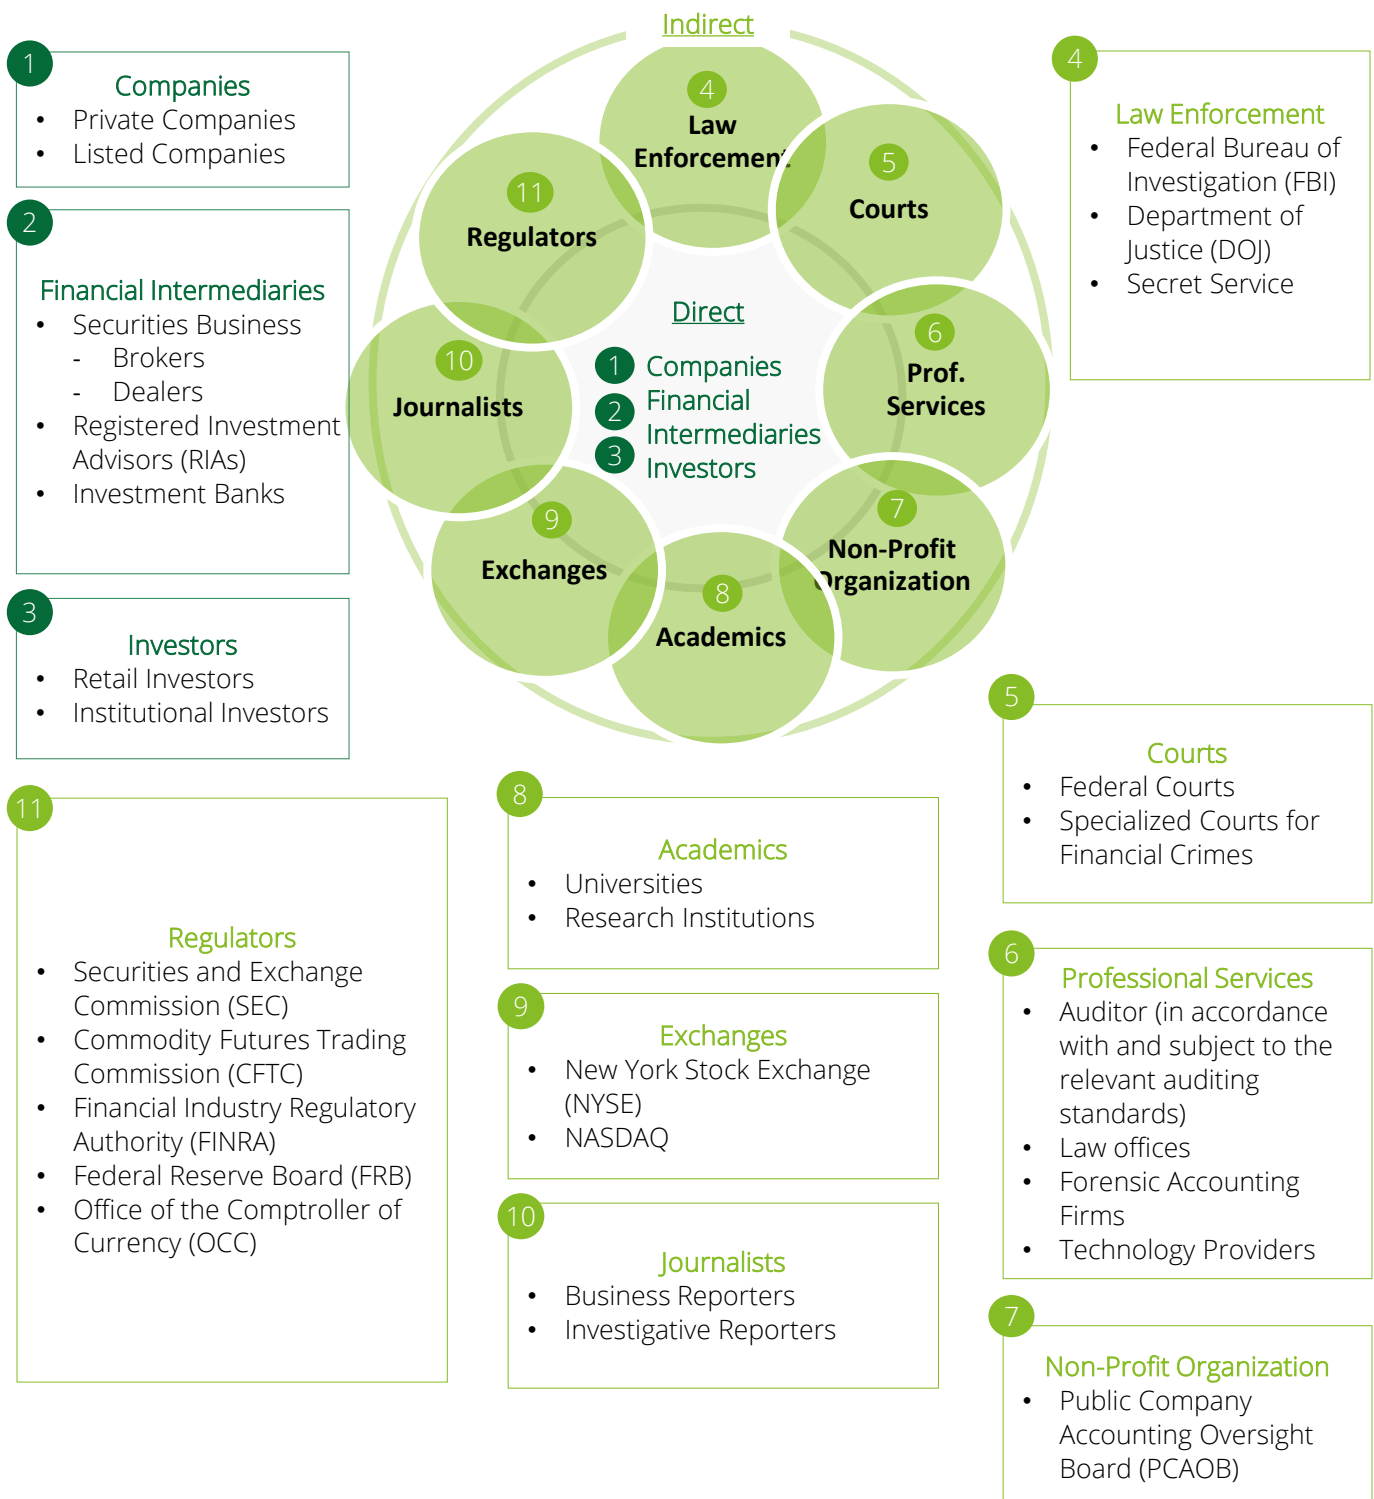 Indirect
1
Companies
• Private Companies
• Listed Companies
2
Financial Intermediaries
• Securities Business
- Brokers
- Dealers
• Registered Investment
Advisors (RIAs)
• Investment Banks
3
Investors
• Retail Investors
• Institutional Investors
4
Law
Enforcement
5
Courts
6
Prof.
Services
7
Non-Profit
Organization
8
Academics
9
Exchanges
10
Journalists
11
Regulators
Direct
1 Companies
2 Financial
Intermediaries
3 Investors
4
Law Enforcement
• Federal Bureau of
Investigation (FBI)
• Department of
Justice (DOJ)
• Secret Service
5
Courts
• Federal Courts
• Specialized Courts for
Financial Crimes
6
Professional Services
• Auditor (in accordance
with and subject to the
relevant auditing
standards)
• Law offices
• Forensic Accounting
Firms
• Technology Providers
7
Non-Profit Organization
• Public Company
Accounting Oversight
Board (PCAOB)
8
Academics
• Universities
• Research Institutions
9
Exchanges
• New York Stock Exchange
(NYSE)
• NASDAQ
10
Journalists
• Business Reporters
• Investigative Reporters
11
Regulators
• Securities and Exchange
Commission (SEC)
• Commodity Futures Trading
Commission (CFTC)
• Financial Industry Regulatory
Authority (FINRA)
• Federal Reserve Board (FRB)
• Office of the Comptroller of
Currency (OCC)